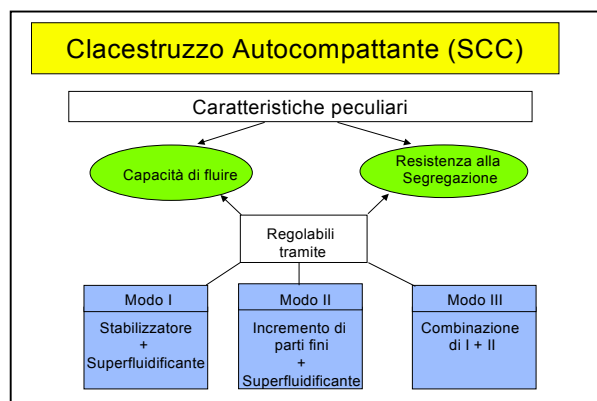 Clacestruzzo Autocompattante (SCC)
Caratteristiche peculiari
Capacità di fluire
Resistenza alla
Segregazione
Regolabili
tramite
Modo I
Stabilizzatore
+
Superfluidificante
Modo II
Incremento di
parti fini
+
Superfluidificante
Modo III
Combinazione
di I + II